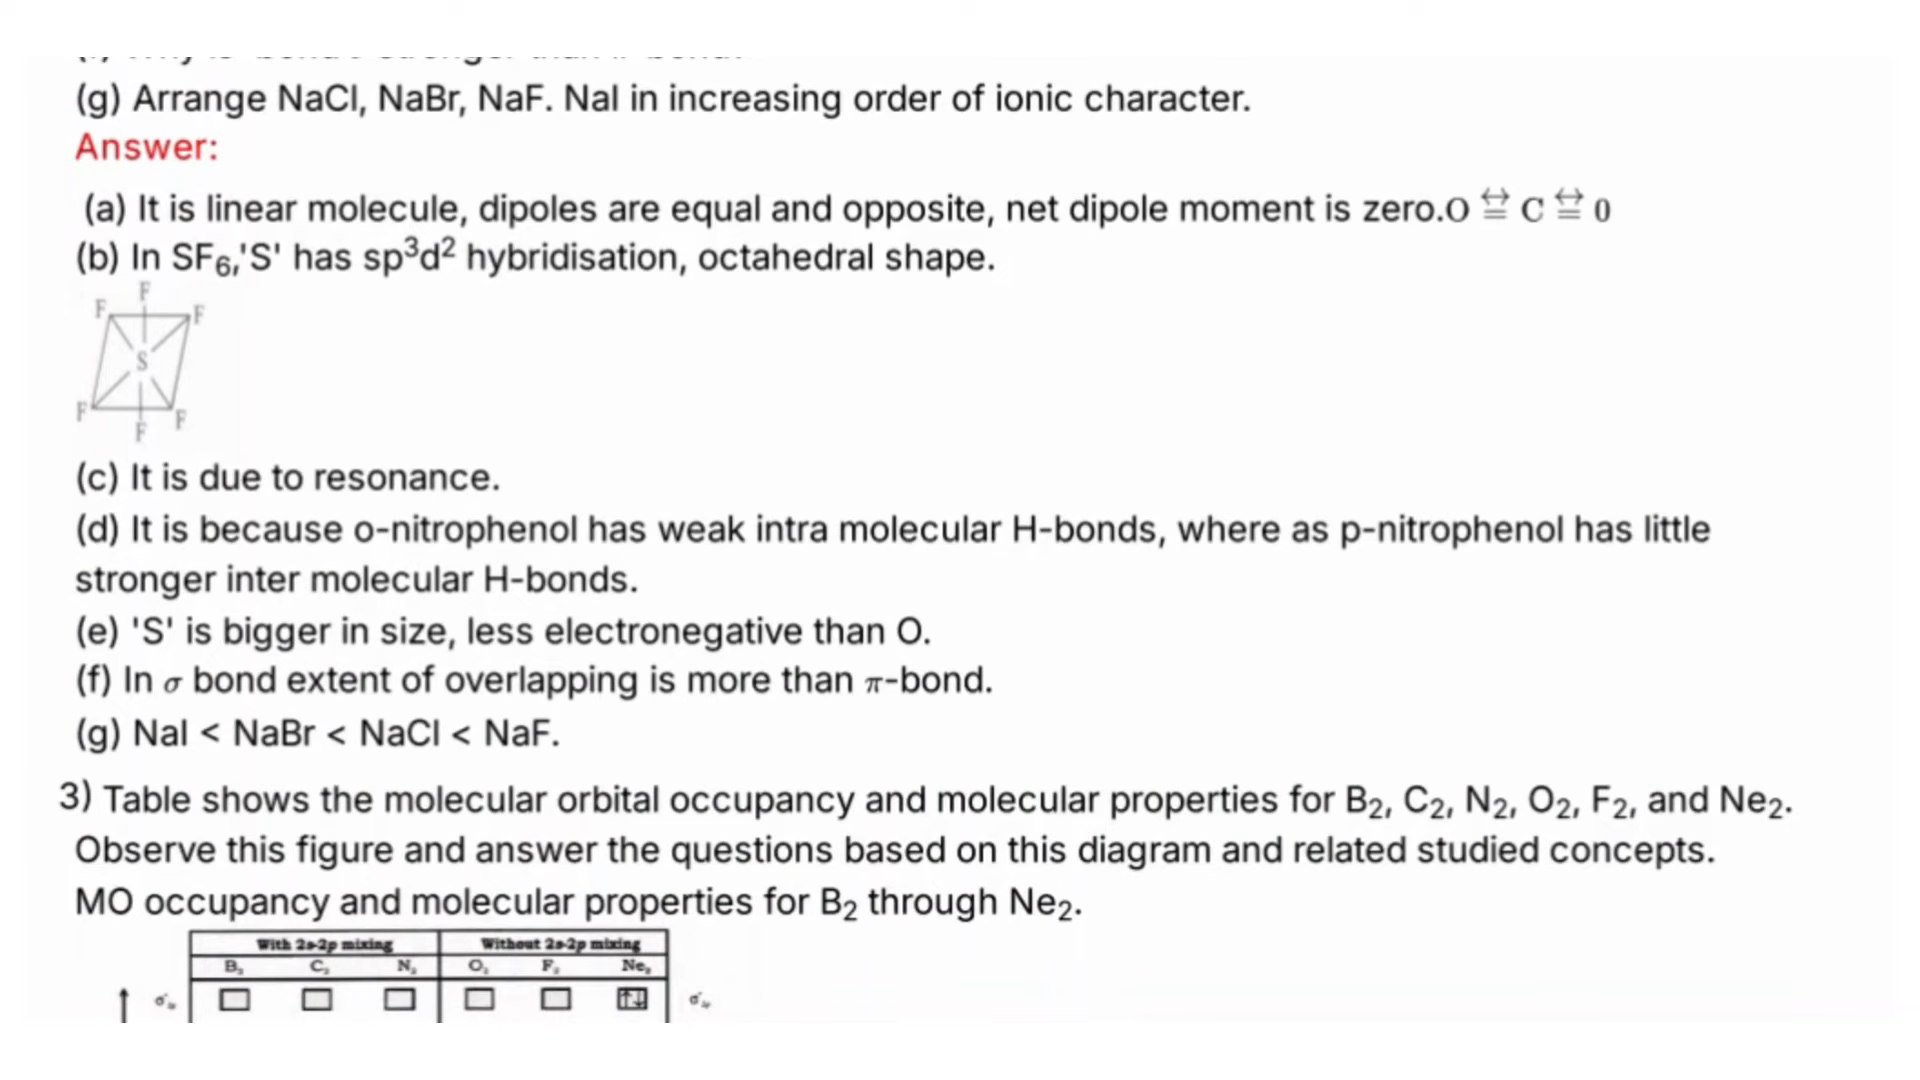 (g) Arrange NaCl, NaBr, NaF. NaI in increasing order of ionic character.
Answer:
(a) It is linear molecule, dipoles are equal and opposite, net dipole moment is zero.O ⇿= C ⇿= 0
(b) In SF₆,'S' has sp³d² hybridisation, octahedral shape.
F
F F
S
F F
F
(c) It is due to resonance.
(d) It is because o-nitrophenol has weak intra molecular H-bonds, where as p-nitrophenol has little
stronger inter molecular H-bonds.
(e) 'S' is bigger in size, less electronegative than O.
(f) In σ bond extent of overlapping is more than π-bond.
(g) NaI < NaBr < NaCl < NaF.
3) Table shows the molecular orbital occupancy and molecular properties for B₂, C₂, N₂, O₂, F₂, and Ne₂.
Observe this figure and answer the questions based on this diagram and related studied concepts.
MO occupancy and molecular properties for B₂ through Ne₂.
With 2s-2p mixing Without 2s-2p mixing
B₂ C₂ N₂ O₂ F₂ Ne₂